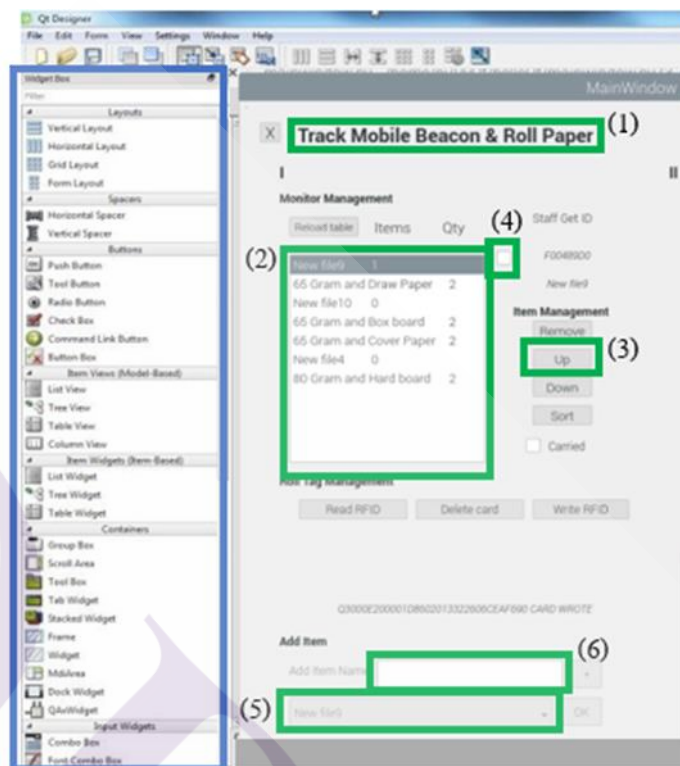 Qt Designer
File Edit Form View Settings Window Help
Widget Box
Filter
Layouts
Vertical Layout
Horizontal Layout
Grid Layout
Form Layout
Spacers
Horizontal Spacer
Vertical Spacer
Buttons
Push Button
Tool Button
Radio Button
Check Box
Command Link Button
Button Box
Item Views (Model-Based)
List View
Tree View
Table View
Column View
Item Widgets (Item-Based)
List Widget
Tree Widget
Table Widget
Containers
Group Box
Scroll Area
Tool Box
Tab Widget
Stacked Widget
Frame
Widget
MdiArea
Dock Widget
QAxWidget
Input Widgets
Combo Box
Font Combo Box
MainWindow
X Track Mobile Beacon & Roll Paper (1)
I II
Monitor Management
Reload table Items Qty (4) Staff Get ID
(2)
New file9 1
65 Gram and Draw Paper 2
New file10 0
65 Gram and Box board 2
65 Gram and Cover Paper 2
New file4 0
80 Gram and Hard board 2
New file9
Item Management
Remove
Up (3)
Down
Sort
Carried
Roll Tag Management
Read RFID Delete card Write RFID
CARD WROTE
Add Item
(6)
Add Item Name
(5) New file9 OK